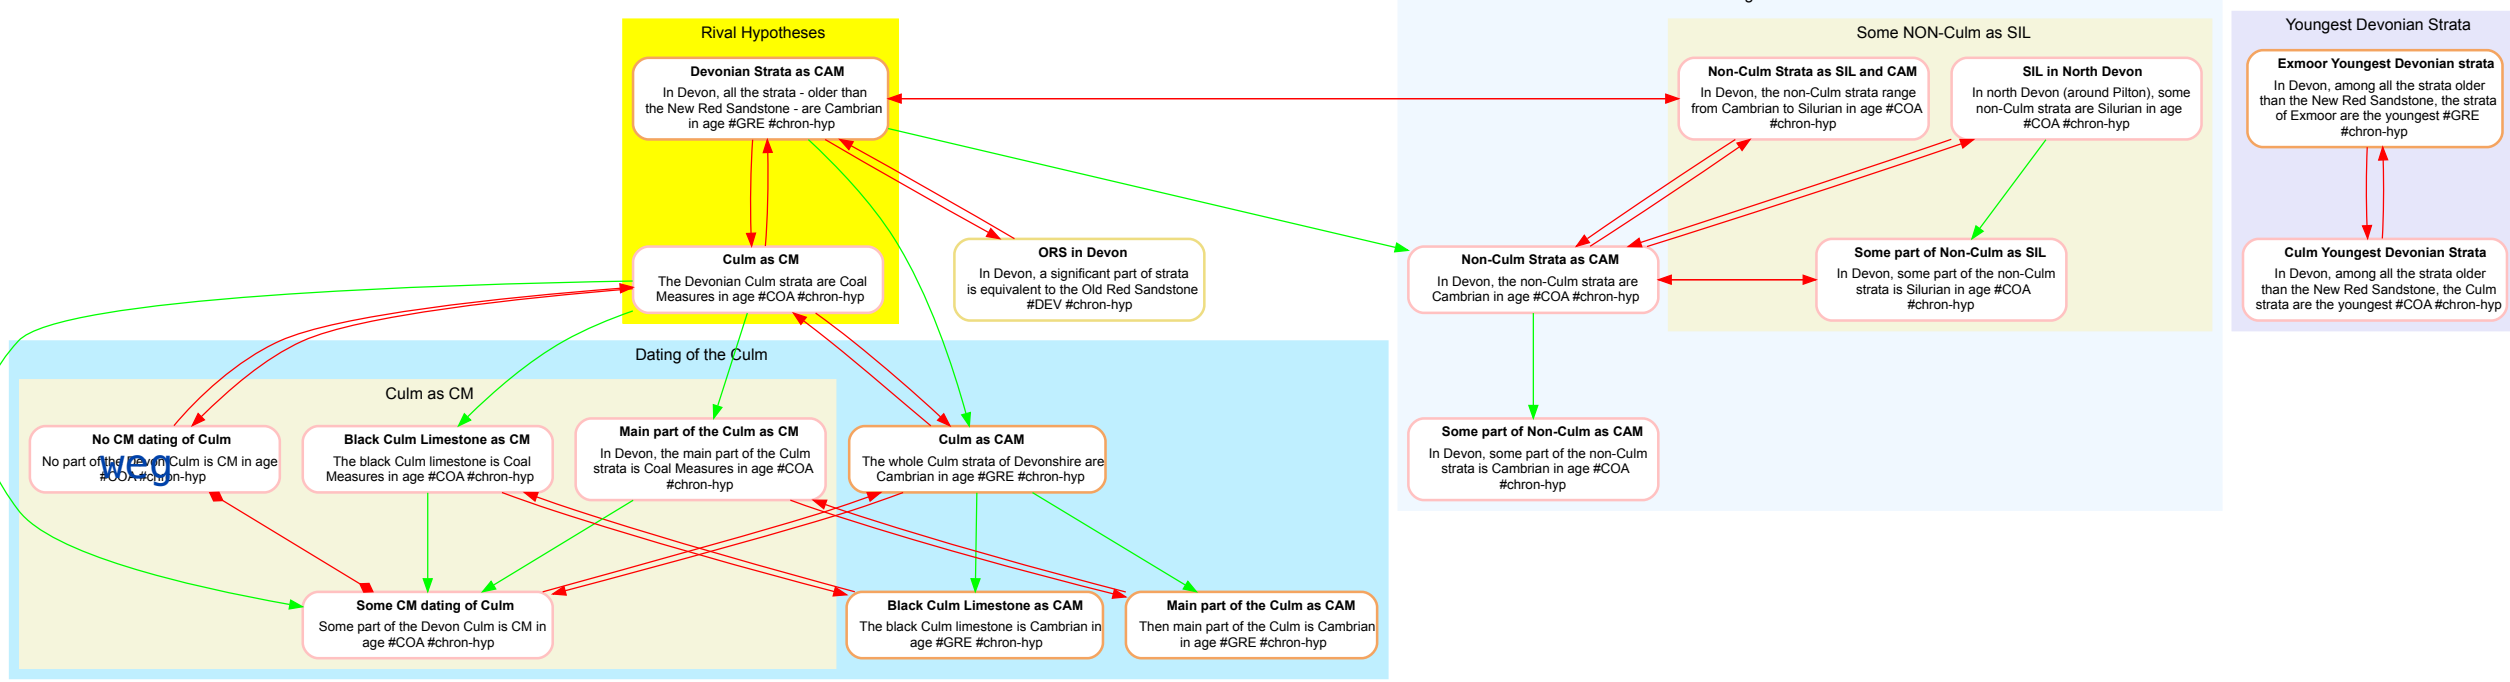 Rival Hypotheses
Devonian Strata as CAM
In Devon, all the strata - older than
the New Red Sandstone - are Cambrian
in age #GRE #chron-hyp
Culm as CM
The Devonian Culm strata are Coal
Measures in age #COA #chron-hyp
ORS in Devon
In Devon, a significant part of strata
is equivalent to the Old Red Sandstone
#DEV #chron-hyp
Some NON-Culm as SIL
Non-Culm Strata as SIL and CAM
In Devon, the non-Culm strata range
from Cambrian to Silurian in age #COA
#chron-hyp
SIL in North Devon
In north Devon (around Pilton), some
non-Culm strata are Silurian in age
#COA #chron-hyp
Non-Culm Strata as CAM
In Devon, the non-Culm strata are
Cambrian in age #COA #chron-hyp
Some part of Non-Culm as SIL
In Devon, some part of the non-Culm
strata is Silurian in age #COA
#chron-hyp
Some part of Non-Culm as CAM
In Devon, some part of the non-Culm
strata is Cambrian in age #COA
#chron-hyp
Youngest Devonian Strata
Exmoor Youngest Devonian strata
In Devon, among all the strata older
than the New Red Sandstone, the strata
of Exmoor are the youngest #GRE
#chron-hyp
Culm Youngest Devonian Strata
In Devon, among all the strata older
than the New Red Sandstone, the Culm
strata are the youngest #COA #chron-hyp
Dating of the Culm
Culm as CM
No CM dating of Culm
No part of the Devon Culm is CM in age
#COA #chron-hyp
weg
Black Culm Limestone as CM
The black Culm limestone is Coal
Measures in age #COA #chron-hyp
Main part of the Culm as CM
In Devon, the main part of the Culm
strata is Coal Measures in age #COA
#chron-hyp
Culm as CAM
The whole Culm strata of Devonshire are
Cambrian in age #GRE #chron-hyp
Some CM dating of Culm
Some part of the Devon Culm is CM in
age #COA #chron-hyp
Black Culm Limestone as CAM
The black Culm limestone is Cambrian in
age #GRE #chron-hyp
Main part of the Culm as CAM
Then main part of the Culm is Cambrian
in age #GRE #chron-hyp